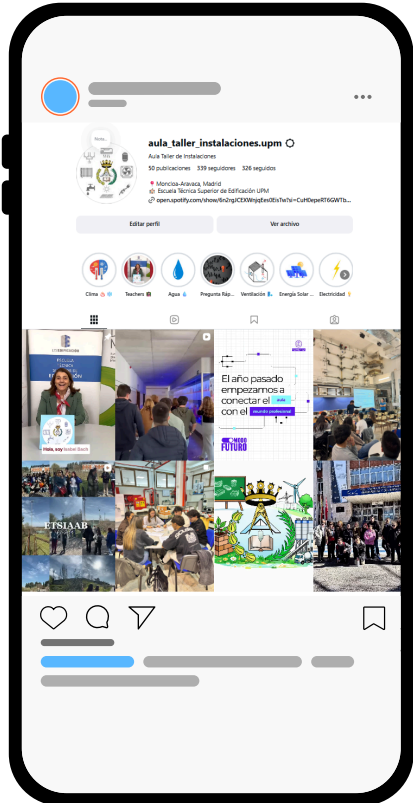 aula_taller_instalaciones.upm
Aula Taller de Instalaciones
50 publicaciones 339 seguidores 326 seguidos
Moncloa-Aravaca, Madrid
Escuela Técnica Superior de Edificación UPM
open.spotify.com/show/6n2rgJCEXWnjqEes0EisTw?si=CuH0epeRT6GWTb...
Editar perfil
Ver archivo
Clima
Teachers
Agua
Pregunta Ráp...
Ventilación
Energía Solar ...
Electricidad
El año pasado
empezamos a
conectar el aula
con el mundo profesional
MODO
FUTURO
Hola, soy Isabel Bach
ETSIAAB